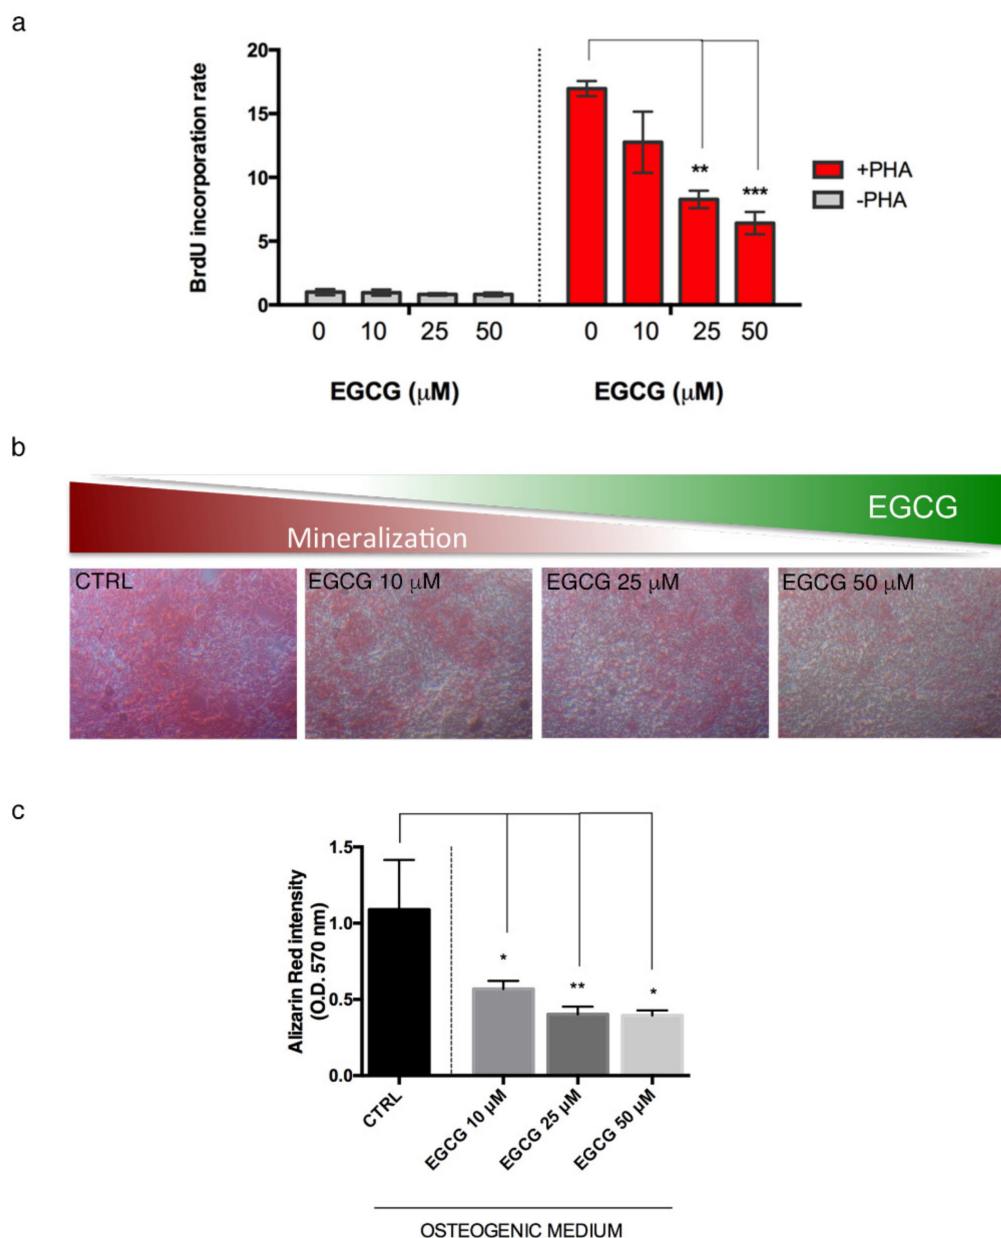 a
BrdU incorporation rate
20
15
10
5
0
** ***
+PHA
-PHA
0 10 25 50 0 10 25 50
EGCG (μM) EGCG (μM)
b
EGCG
Mineralization
CTRL EGCG 10 μM EGCG 25 μM EGCG 50 μM
c
Alizarin Red intensity
(O.D. 570 nm)
1.5
1.0
0.5
0.0
* ** *
CTRL
EGCG 10 μM
EGCG 25 μM
EGCG 50 μM
OSTEOGENIC MEDIUM